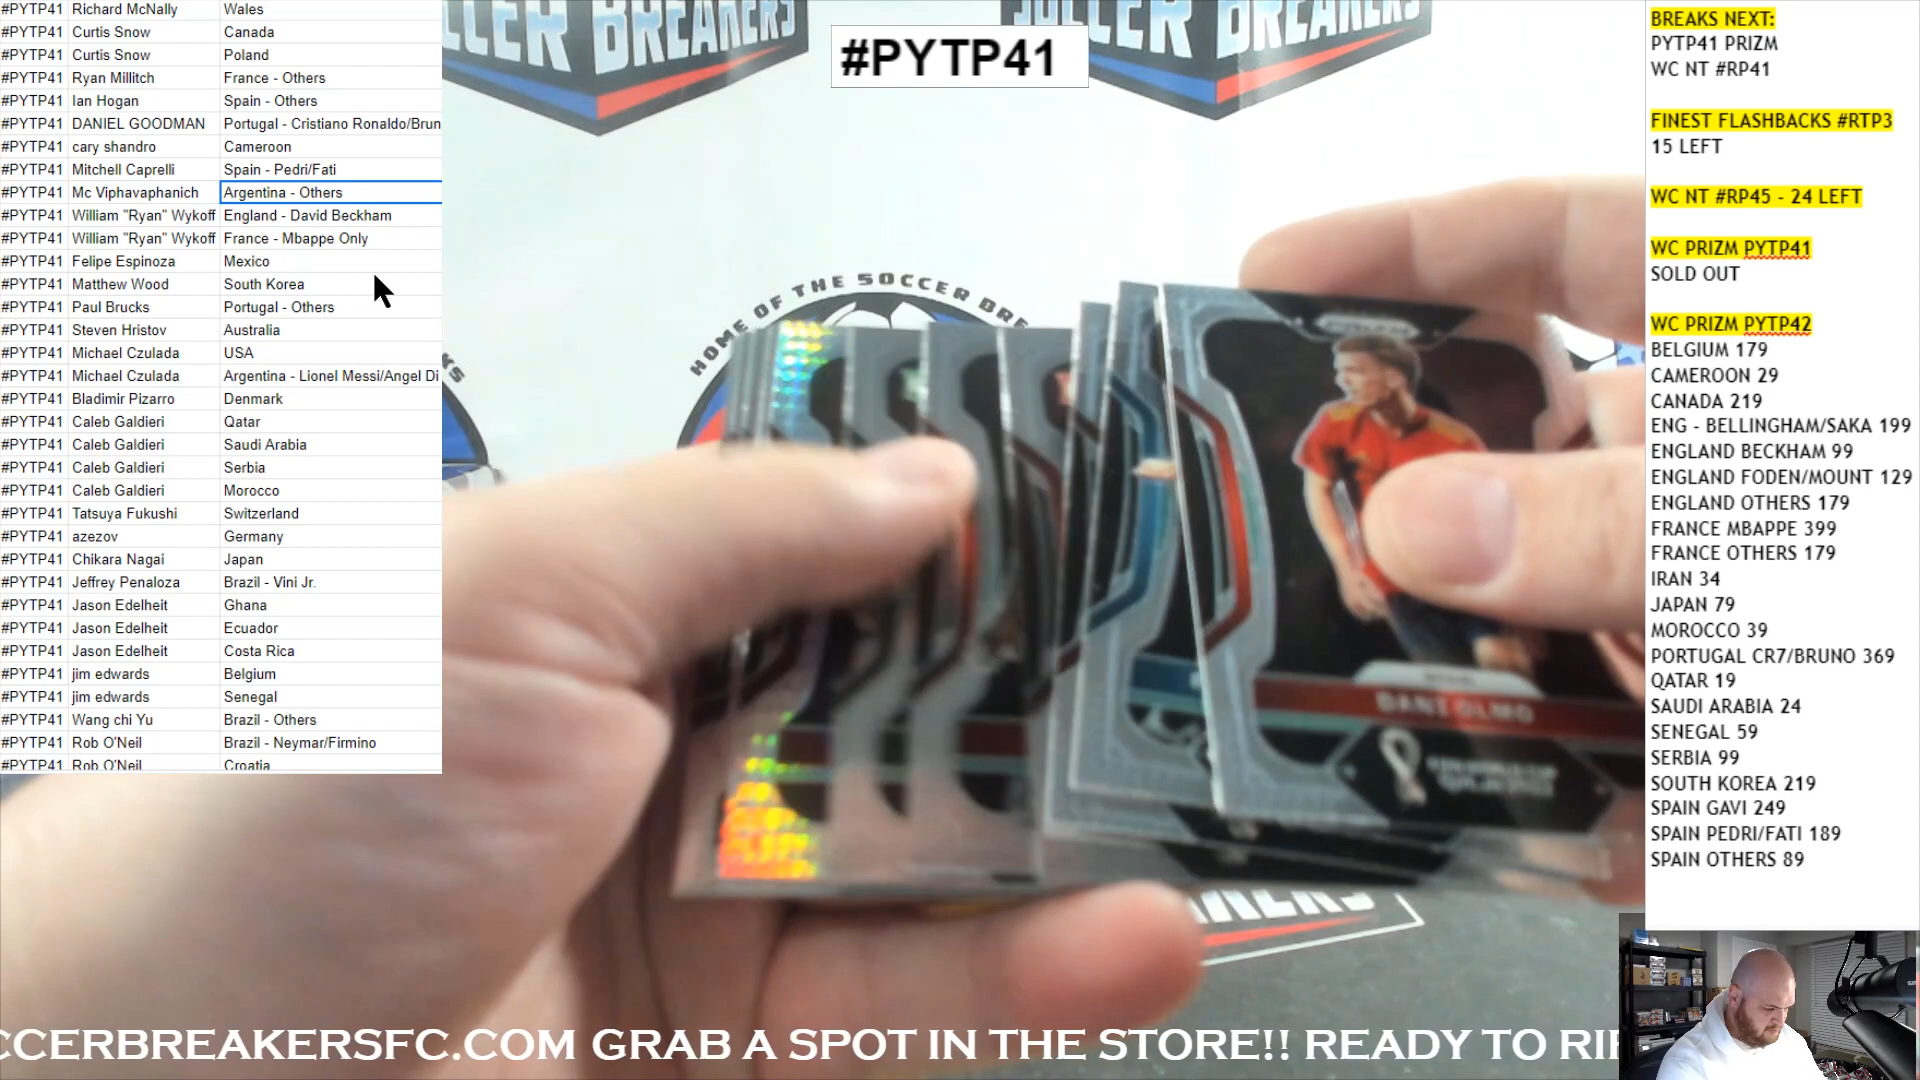 #PYTP41 Richard McNally Wales
#PYTP41 Curtis Snow Canada
#PYTP41 Curtis Snow Poland
#PYTP41 Ryan Millitch France - Others
#PYTP41 Ian Hogan Spain - Others
#PYTP41 DANIEL GOODMAN Portugal - Cristiano Ronaldo/Brun
#PYTP41 cary shandro Cameroon
#PYTP41 Mitchell Caprelli Spain - Pedri/Fati
#PYTP41 Mc Viphavaphanich Argentina - Others
#PYTP41 William "Ryan" Wykoff England - David Beckham
#PYTP41 William "Ryan" Wykoff France - Mbappe Only
#PYTP41 Felipe Espinoza Mexico
#PYTP41 Matthew Wood South Korea
#PYTP41 Paul Brucks Portugal - Others
#PYTP41 Steven Hristov Australia
#PYTP41 Michael Czulada USA
#PYTP41 Michael Czulada Argentina - Lionel Messi/Angel Di
#PYTP41 Bladimir Pizarro Denmark
#PYTP41 Caleb Galdieri Qatar
#PYTP41 Caleb Galdieri Saudi Arabia
#PYTP41 Caleb Galdieri Serbia
#PYTP41 Caleb Galdieri Morocco
#PYTP41 Tatsuya Fukushi Switzerland
#PYTP41 azezov Germany
#PYTP41 Chikara Nagai Japan
#PYTP41 Jeffrey Penaloza Brazil - Vini Jr.
#PYTP41 Jason Edelheit Ghana
#PYTP41 Jason Edelheit Ecuador
#PYTP41 Jason Edelheit Costa Rica
#PYTP41 jim edwards Belgium
#PYTP41 jim edwards Senegal
#PYTP41 Wang chi Yu Brazil - Others
#PYTP41 Rob O'Neil Brazil - Neymar/Firmino
#PYTP41 Rob O'Neil Croatia
BREAKERS
SOCCER BREAKERS
#PYTP41
HOME OF THE SOCCER
DANI OLMO
BREAKS NEXT:
PYTP41 PRIZM
WC NT #RP41
FINEST FLASHBACKS #RTP3
15 LEFT
WC NT #RP45 - 24 LEFT
WC PRIZM PYTP41
SOLD OUT
WC PRIZM PYTP42
BELGIUM 179
CAMEROON 29
CANADA 219
ENG - BELLINGHAM/SAKA 199
ENGLAND BECKHAM 99
ENGLAND FODEN/MOUNT 129
ENGLAND OTHERS 179
FRANCE MBAPPE 399
FRANCE OTHERS 179
IRAN 34
JAPAN 79
MOROCCO 39
PORTUGAL CR7/BRUNO 369
QATAR 19
SAUDI ARABIA 24
SENEGAL 59
SERBIA 99
SOUTH KOREA 219
SPAIN GAVI 249
SPAIN PEDRI/FATI 189
SPAIN OTHERS 89
CCERBREAKERSFC.COM GRAB A SPOT IN THE STORE!! READY TO RIP